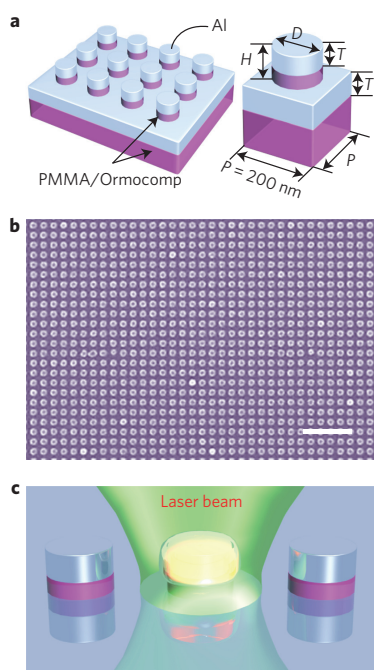 a
Al
D
H
T
T
PMMA/Ormocomp
P = 200 nm
P
b
c
Laser beam